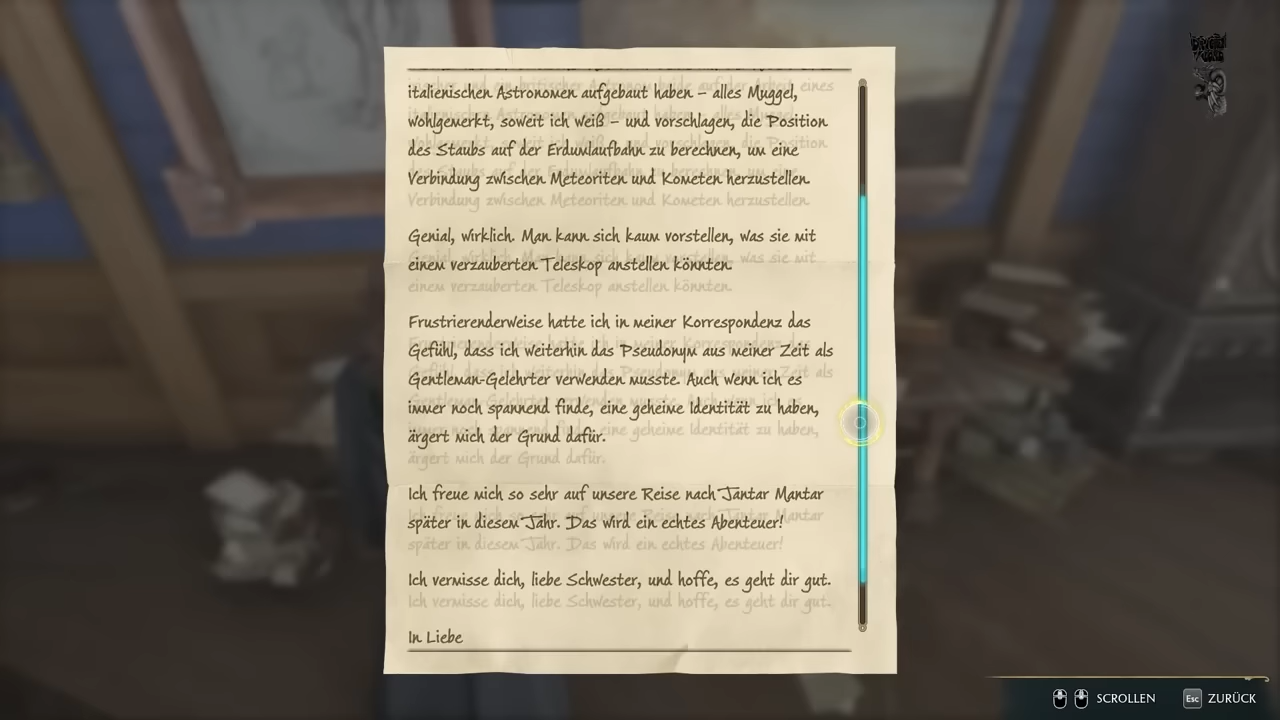 italienischen Astronomen aufgebaut haben – alles Muggel,
wohlgemerkt, soweit ich weiß – und vorschlagen, die Position
des Staubs auf der Erdumlaufbahn zu berechnen, um eine
Verbindung zwischen Meteoriten und Kometen herzustellen.
Genial, wirklich. Man kann sich kaum vorstellen, was sie mit
einem verzauberten Teleskop anstellen könnten.
Frustrierenderweise hatte ich in meiner Korrespondenz das
Gefühl, dass ich weiterhin das Pseudonym aus meiner Zeit als
Gentleman-Gelehrter verwenden musste. Auch wenn ich es
immer noch spannend finde, eine geheime Identität zu haben,
ärgert mich der Grund dafür.
Ich freue mich so sehr auf unsere Reise nach Jantar Mantar
später in diesem Jahr. Das wird ein echtes Abenteuer!
Ich vermisse dich, liebe Schwester, und hoffe, es geht dir gut.
In Liebe
SCROLLEN
Esc ZURÜCK